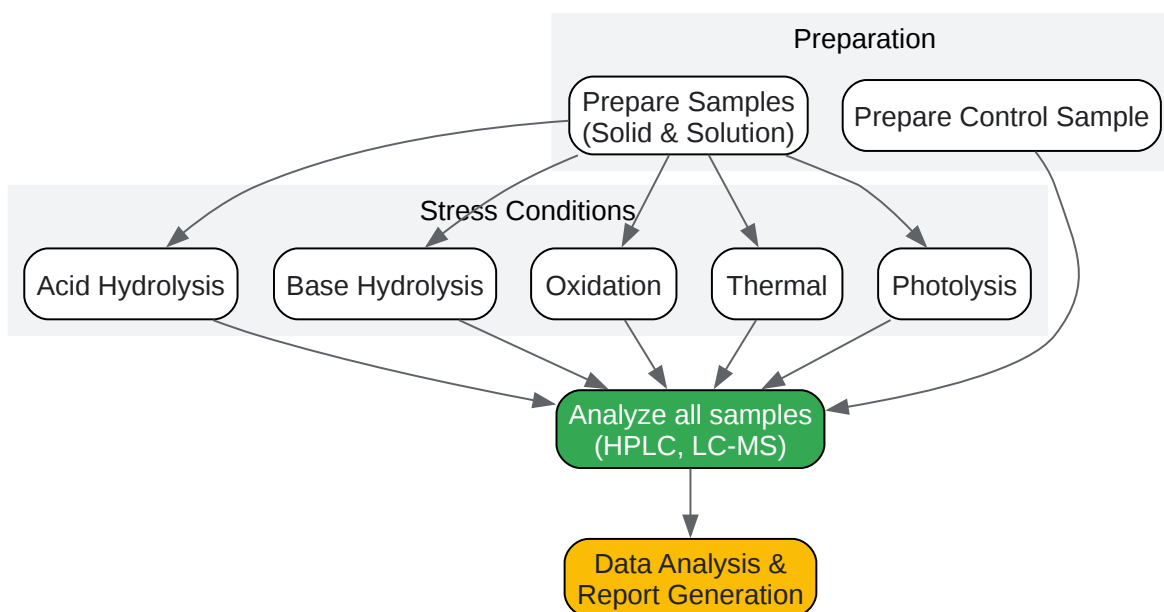 Preparation
Prepare Samples
(Solid & Solution)
Prepare Control Sample
Stress Conditions
Acid Hydrolysis
Base Hydrolysis
Oxidation
Thermal
Photolysis
Analyze all samples
(HPLC, LC-MS)
Data Analysis &
Report Generation